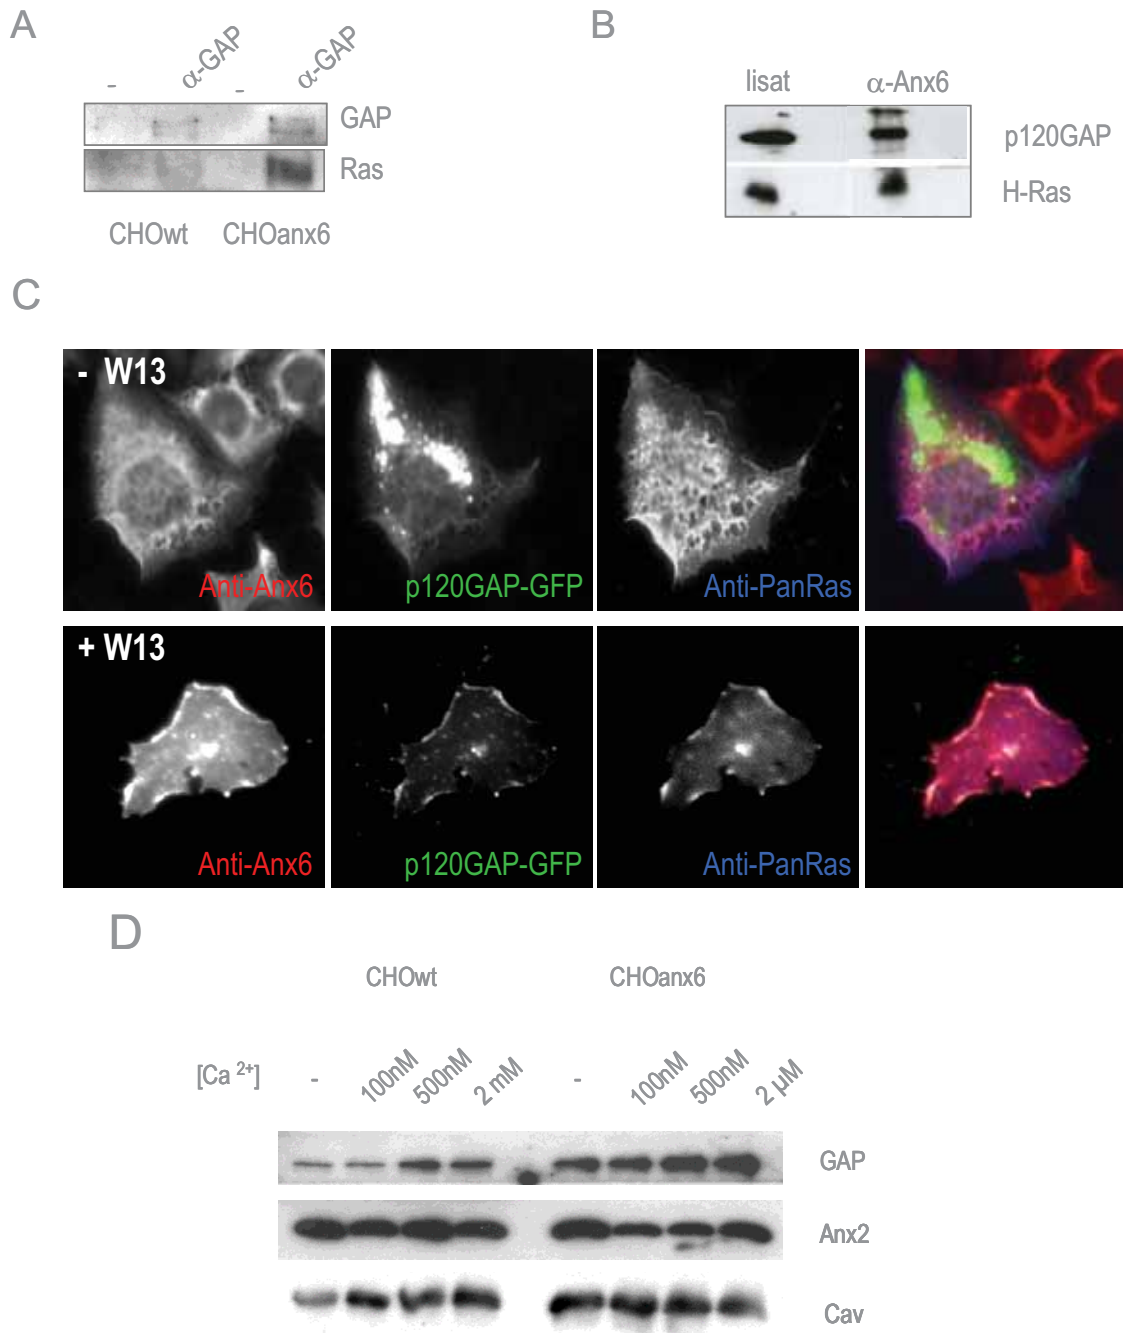 A
- α-GAP - α-GAP
GAP
Ras
CHOwt CHOanx6
B
lisat α-Anx6
p120GAP
H-Ras
C
- W13
Anti-Anx6 p120GAP-GFP Anti-PanRas
+ W13
Anti-Anx6 p120GAP-GFP Anti-PanRas
D
CHOwt CHOanx6
[Ca 2+] - 100nM 500nM 2 mM - 100nM 500nM 2 µM
GAP
Anx2
Cav